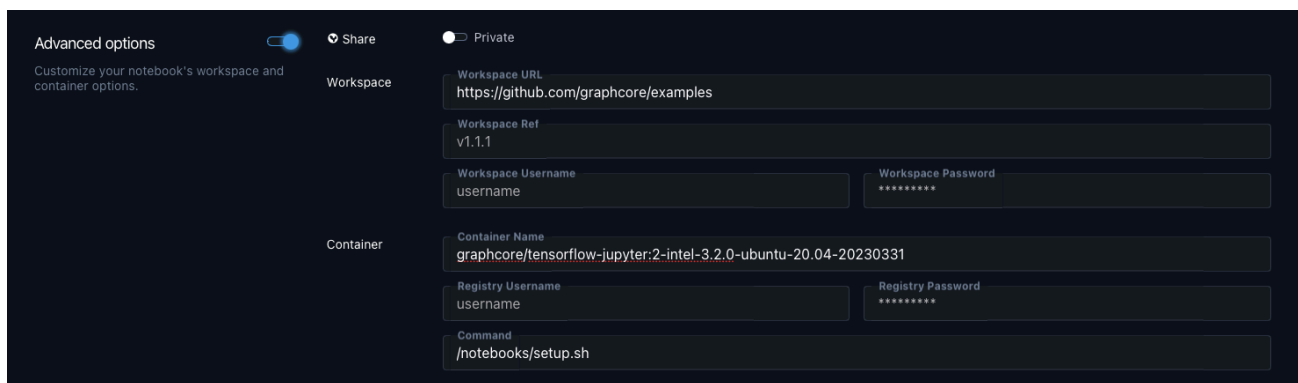 Advanced options
Share
Private
Customize your notebook's workspace and
container options.
Workspace
Workspace URL
https://github.com/graphcore/examples
Workspace Ref
v1.1.1
Workspace Username
username
Workspace Password
*********
Container
Container Name
graphcore/tensorflow-jupyter:2-intel-3.2.0-ubuntu-20.04-20230331
Registry Username
username
Registry Password
*********
Command
/notebooks/setup.sh